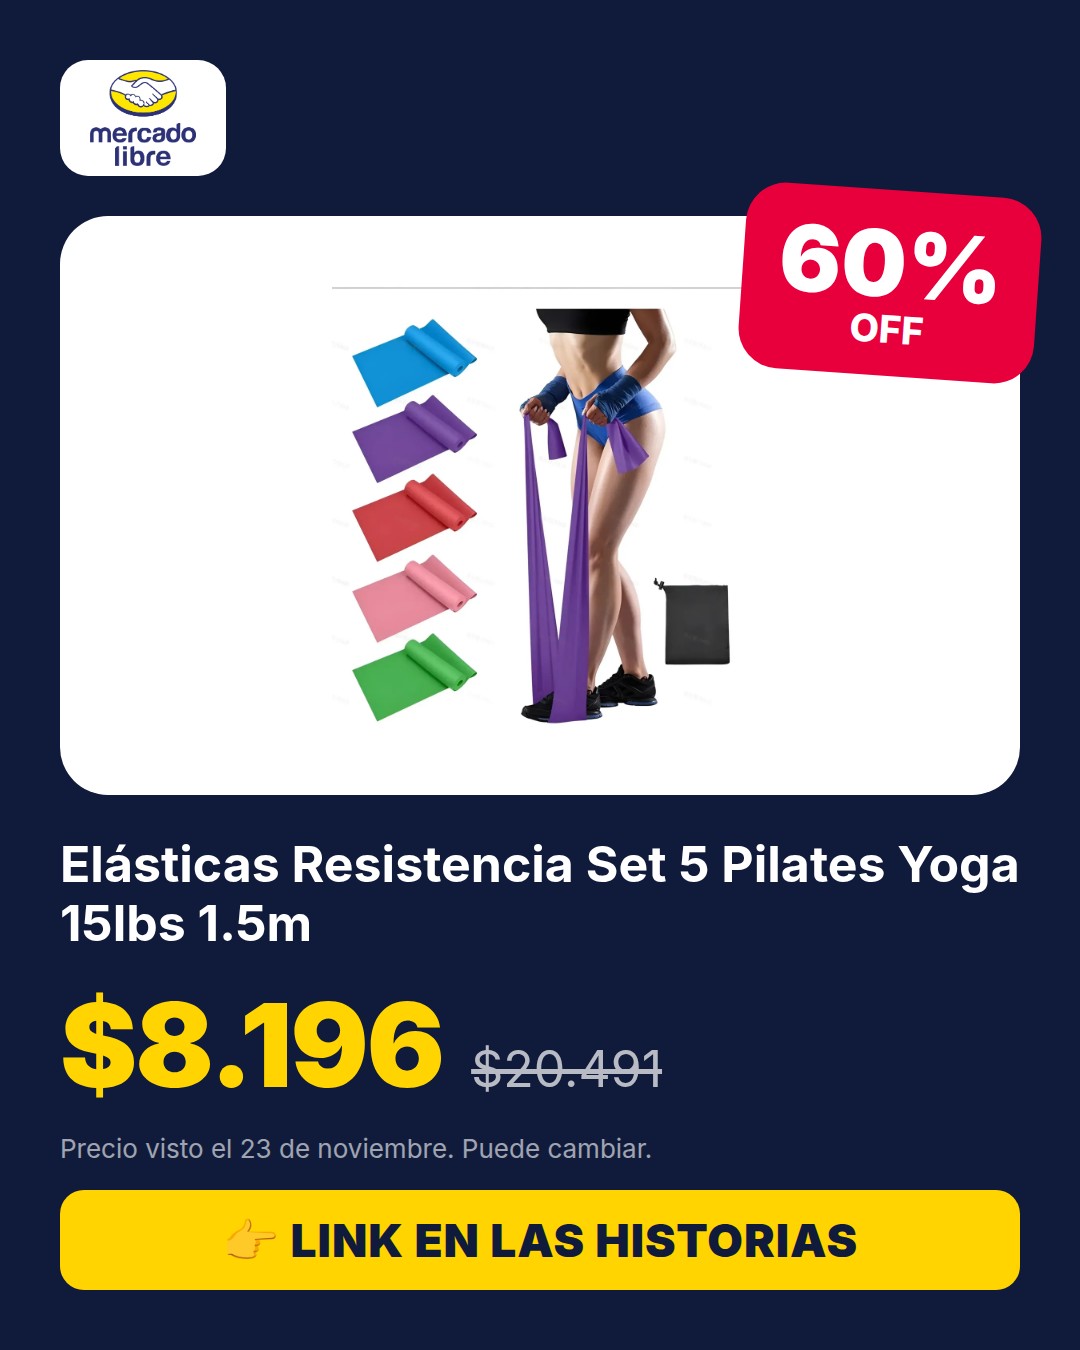 mercado
libre
60%
OFF
Elásticas Resistencia Set 5 Pilates Yoga
15lbs 1.5m
$8.196 $20.491
Precio visto el 23 de noviembre. Puede cambiar.
👉 LINK EN LAS HISTORIAS